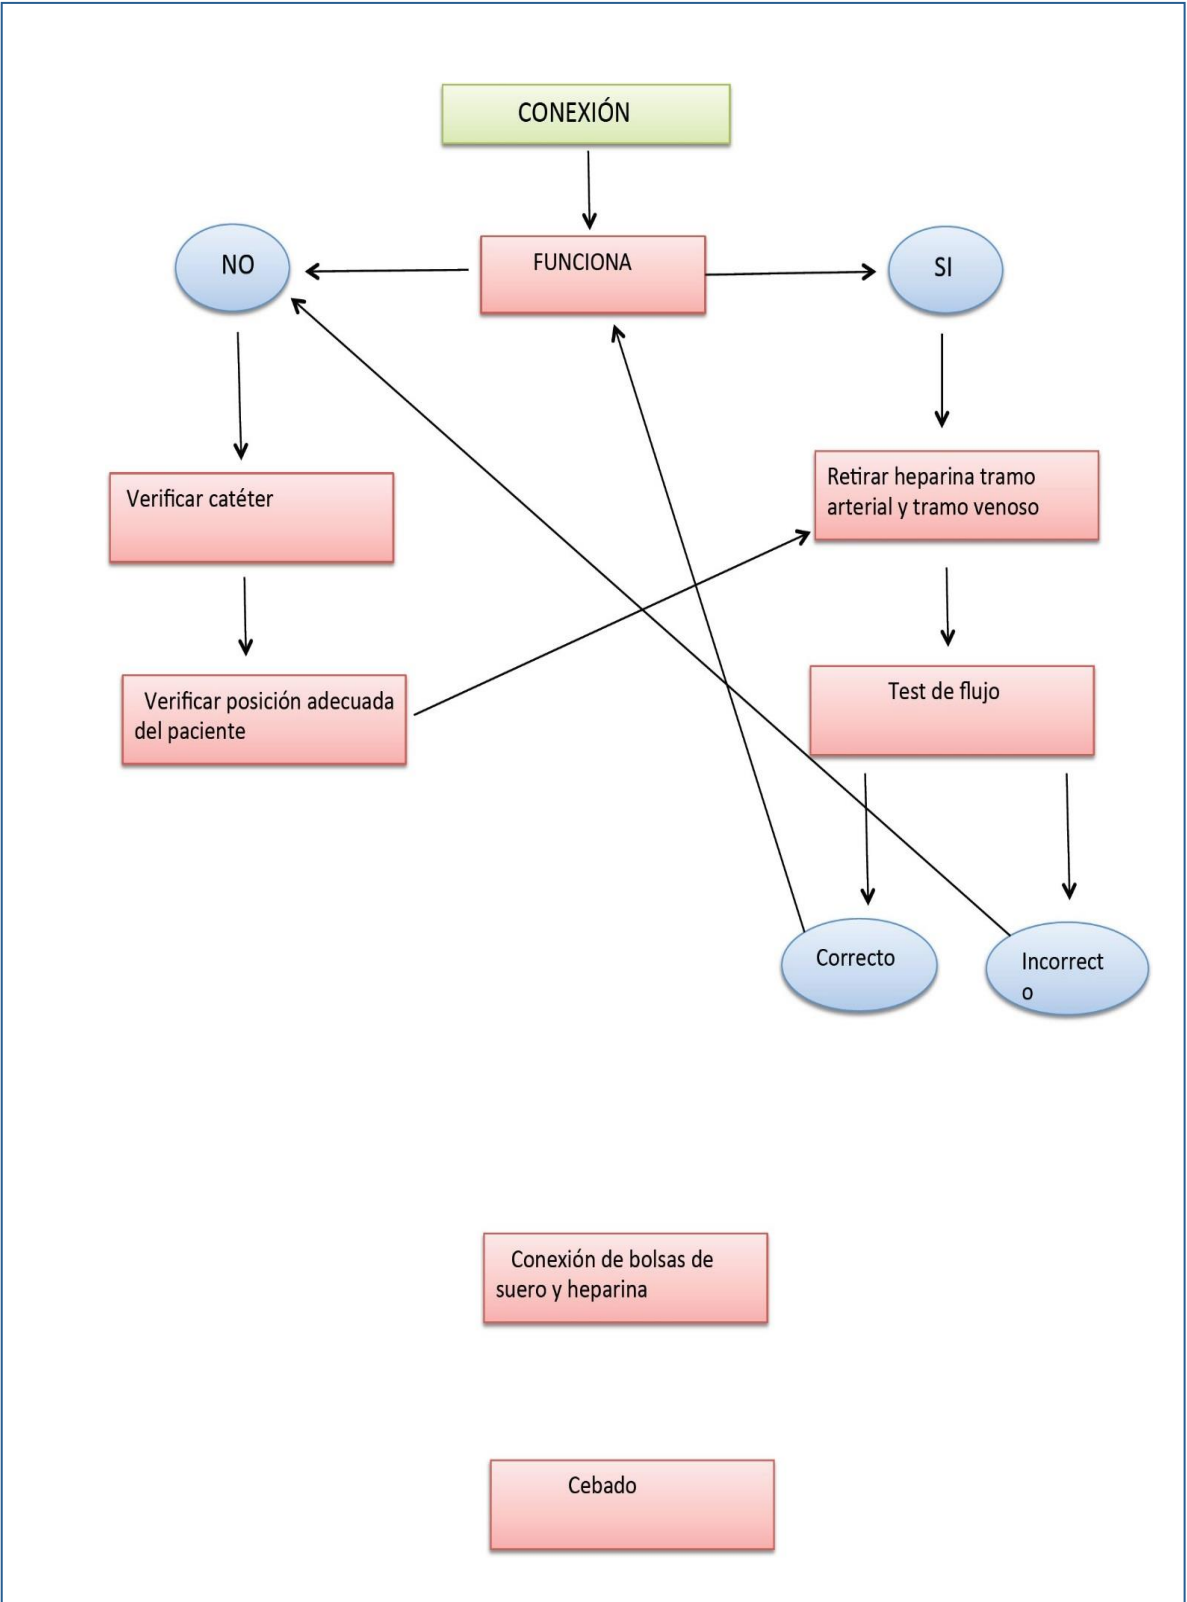 CONEXIÓN
NO
FUNCIONA
SI
Verificar catéter
Retirar heparina tramo
arterial y tramo venoso
Verificar posición adecuada
del paciente
Test de flujo
Correcto
Incorrect
o
Conexión de bolsas de
suero y heparina
Cebado